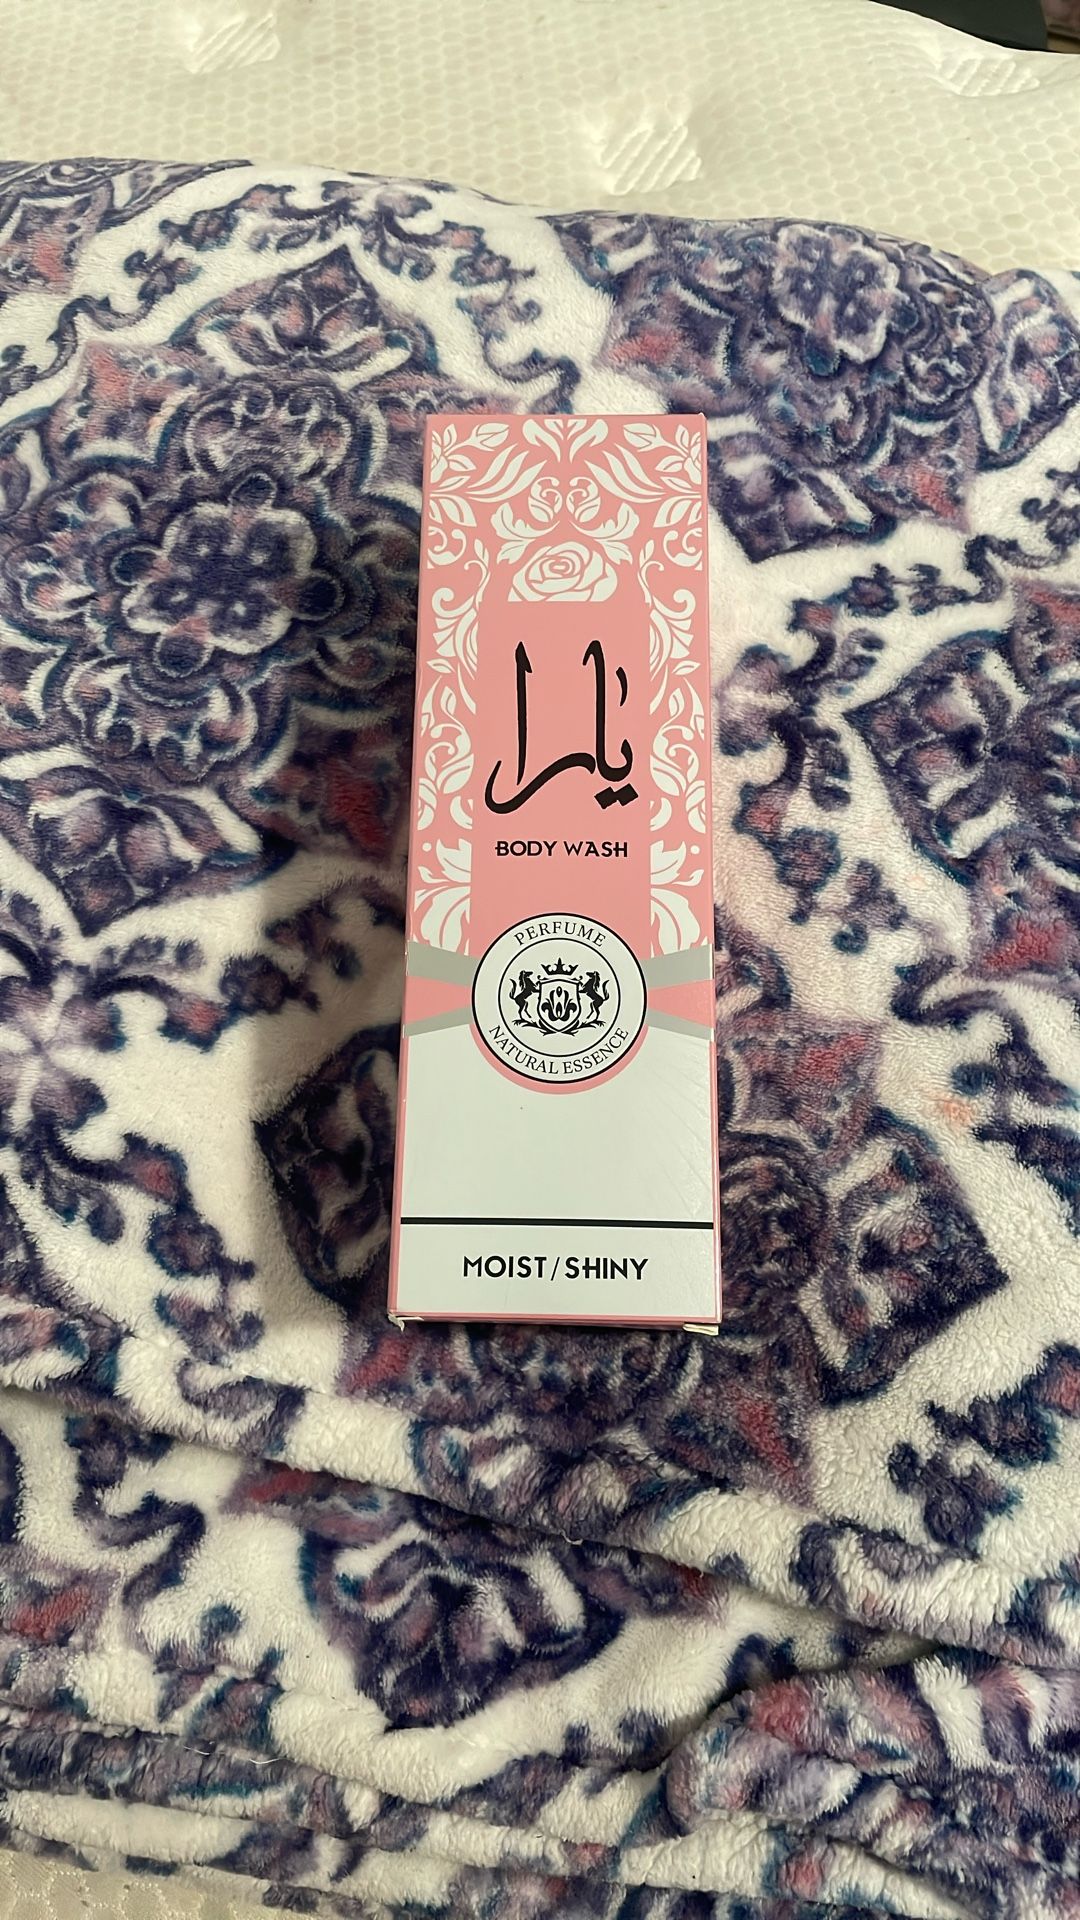 يارا
BODY WASH
PERFUME
NATURAL ESSENCE
MOIST/SHINY